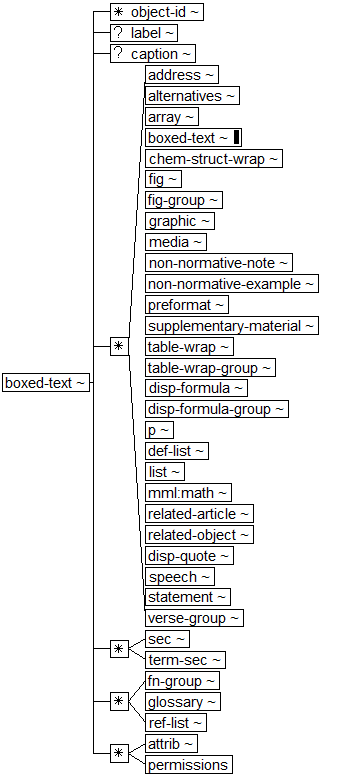 * object-id ~
? label ~
? caption ~
address ~
alternatives ~
array ~
boxed-text ~
chem-struct-wrap ~
fig ~
fig-group ~
graphic ~
media ~
non-normative-note ~
non-normative-example ~
preformat ~
supplementary-material ~
*
table-wrap ~
table-wrap-group ~
boxed-text ~
disp-formula ~
disp-formula-group ~
p ~
def-list ~
list ~
mml:math ~
related-article ~
related-object ~
disp-quote ~
speech ~
statement ~
verse-group ~
*
sec ~
term-sec ~
*
fn-group ~
glossary ~
ref-list ~
*
attrib ~
permissions